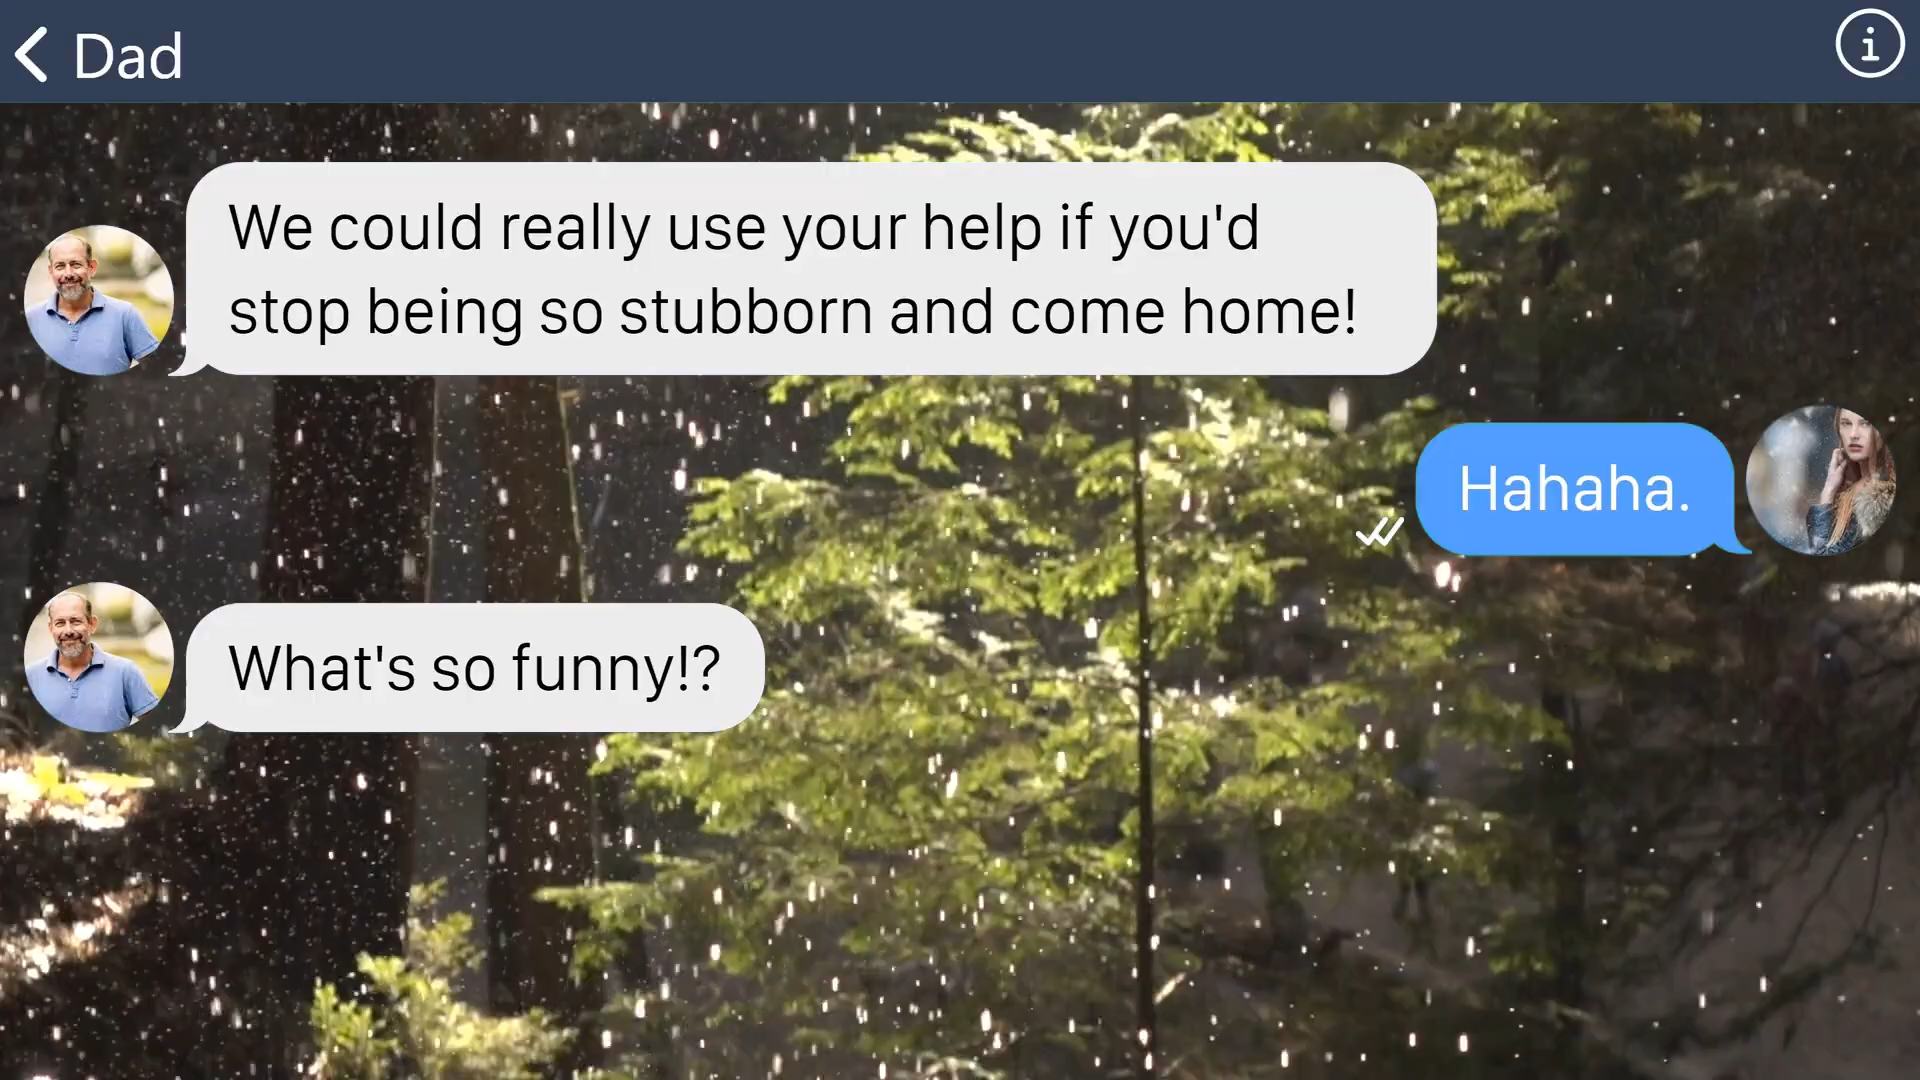 Dad
We could really use your help if you'd
stop being so stubborn and come home!
Hahaha.
What's so funny!?